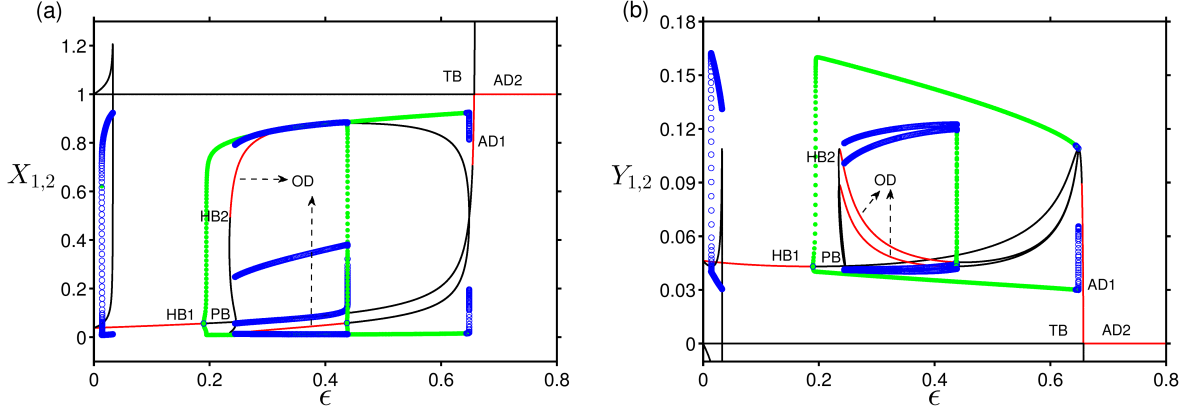 (a)
1.2
1
0.8
0.6
0.4
0.2
0
X1,2
0 0.2 0.4 0.6 0.8
ϵ
TB AD2
AD1
OD
HB2
HB1 PB
(b)
0.18
0.15
0.12
0.09
0.06
0.03
0
Y1,2
0 0.2 0.4 0.6 0.8
ϵ
HB2
OD
HB1 PB
AD1
TB AD2